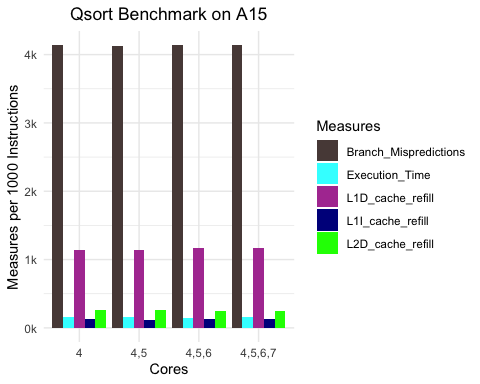 Qsort Benchmark on A15
Measures per 1000 Instructions
4k
3k
2k
1k
0k
4
4,5
4,5,6
4,5,6,7
Cores
Measures
Branch_Mispredictions
Execution_Time
L1D_cache_refill
L1I_cache_refill
L2D_cache_refill